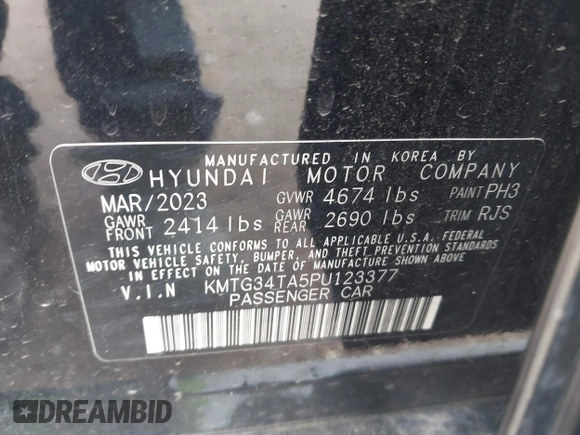 MANUFACTURED IN KOREA BY
HYUNDAI MOTOR COMPANY
MAR/2023 GVWR 4674 lbs PAINT PH3
GAWR FRONT 2414 lbs GAWR REAR 2690 lbs TRIM RJS
THIS VEHICLE CONFORMS TO ALL APPLICABLE U.S.A. FEDERAL
MOTOR VEHICLE SAFETY, BUMPER, AND THEFT PREVENTION STANDARDS
IN EFFECT ON THE DATE OF MANUFACTURE SHOWN ABOVE
V.I.N KMTG34TA5PU123377
PASSENGER CAR
DREAMBID